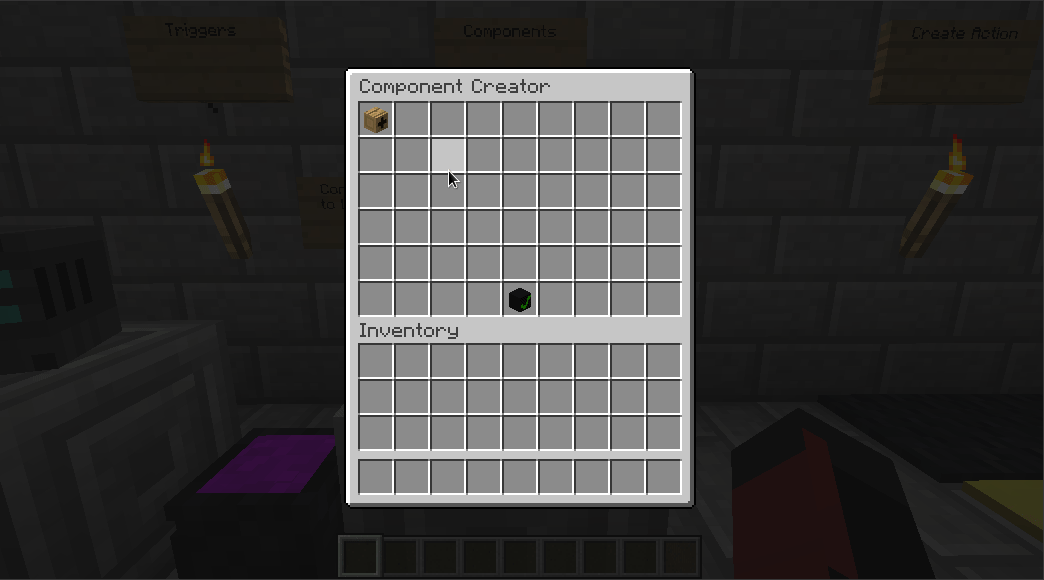 Triggers
Components
Create Action
Component Creator
Inventory